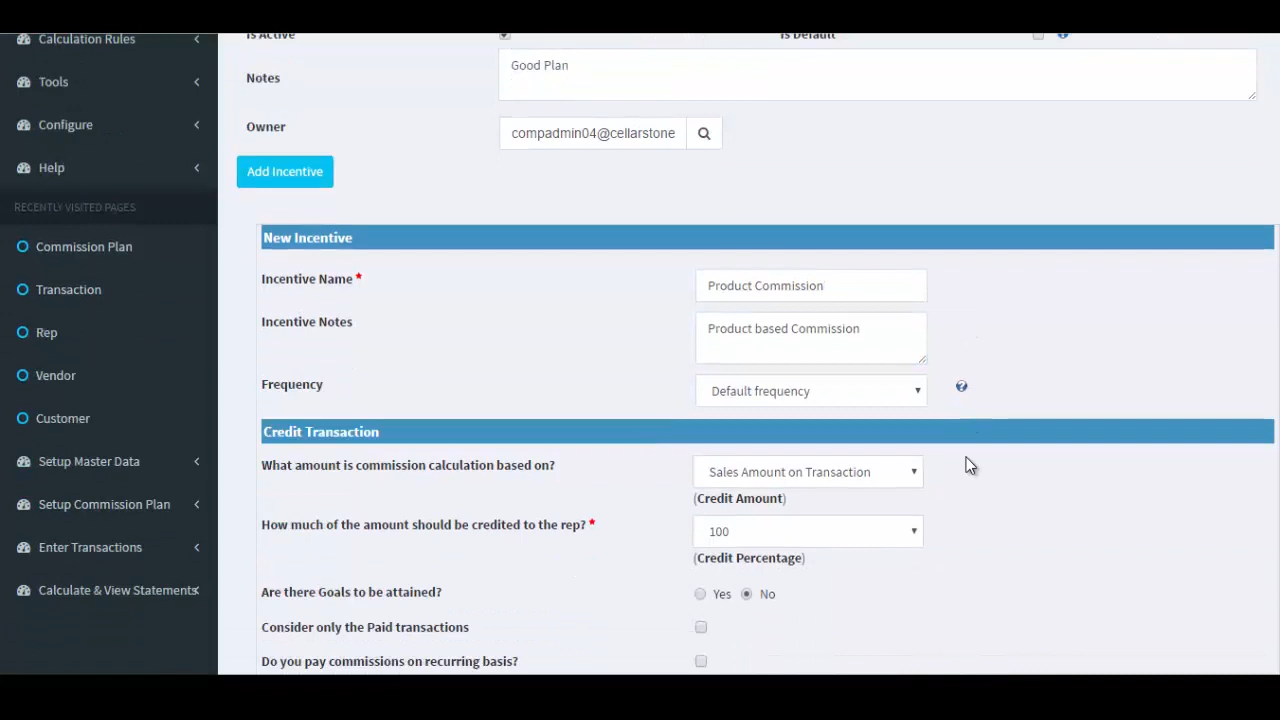 Calculation Rules
Tools
Configure
Help
RECENTLY VISITED PAGES
Commission Plan
Transaction
Rep
Vendor
Customer
Setup Master Data
Setup Commission Plan
Enter Transactions
Calculate & View Statements
Is Active Is Default
Notes Good Plan
Owner compadmin04@cellarstone
Add Incentive
New Incentive
Incentive Name * Product Commission
Incentive Notes Product based Commission
Frequency Default frequency
Credit Transaction
What amount is commission calculation based on? Sales Amount on Transaction
(Credit Amount)
How much of the amount should be credited to the rep? * 100
(Credit Percentage)
Are there Goals to be attained? Yes No
Consider only the Paid transactions
Do you pay commissions on recurring basis?